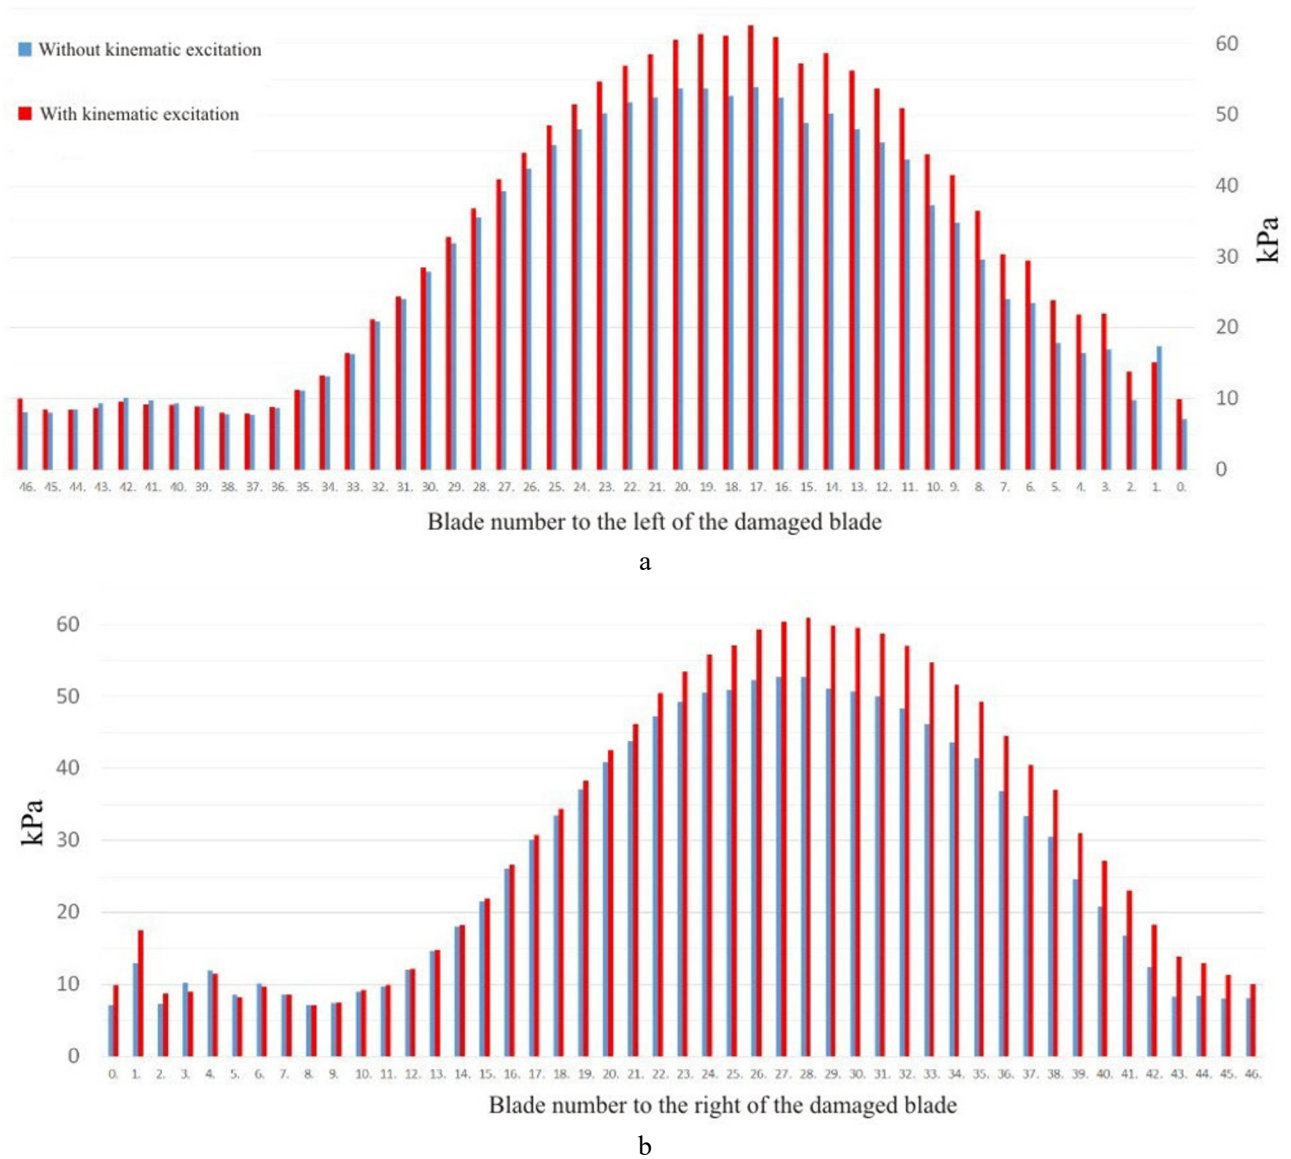 Without kinematic excitation
With kinematic excitation
60
50
40
30
20
10
0
kPa
46. 45. 44. 43. 42. 41. 40. 39. 38. 37. 36. 35. 34. 33. 32. 31. 30. 29. 28. 27. 26. 25. 24. 23. 22. 21. 20. 19. 18. 17. 16. 15. 14. 13. 12. 11. 10. 9. 8. 7. 6. 5. 4. 3. 2. 1. 0.
Blade number to the left of the damaged blade
a
60
50
40
30
20
10
0
kPa
0. 1. 2. 3. 4. 5. 6. 7. 8. 9. 10. 11. 12. 13. 14. 15. 16. 17. 18. 19. 20. 21. 22. 23. 24. 25. 26. 27. 28. 29. 30. 31. 32. 33. 34. 35. 36. 37. 38. 39. 40. 41. 42. 43. 44. 45. 46.
Blade number to the right of the damaged blade
b